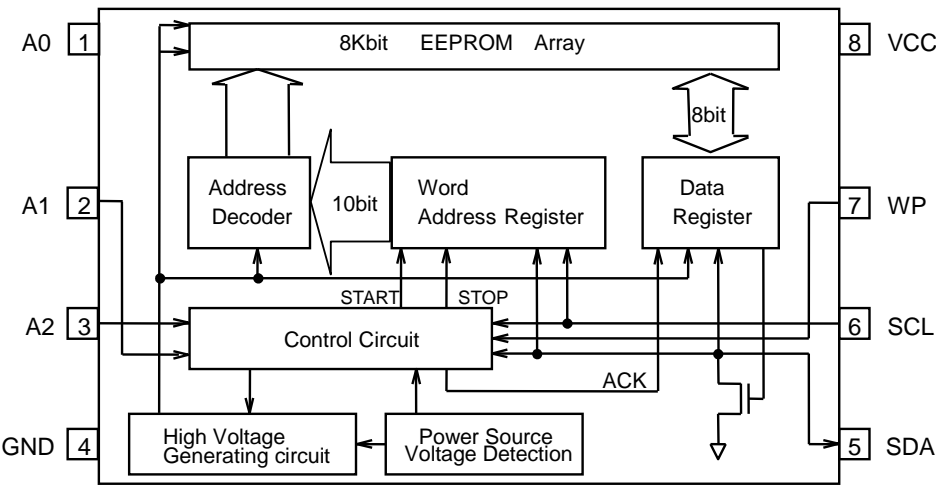 A0 1
8Kbit EEPROM Array
8 VCC
8bit
A1 2
Address
Decoder
10bit
Word
Address Register
Data
Register
7 WP
START
STOP
A2 3
Control Circuit
6 SCL
ACK
GND 4
High Voltage
Generating circuit
Power Source
Voltage Detection
5 SDA